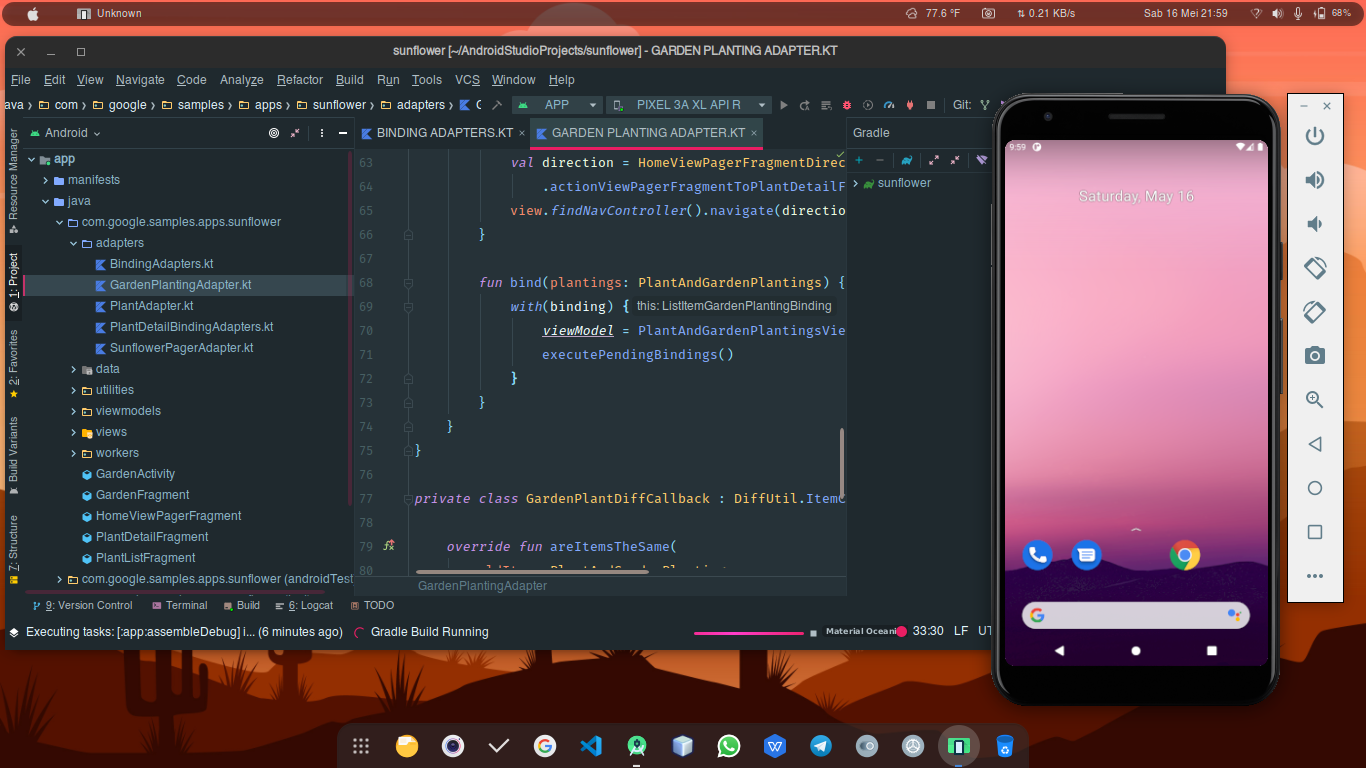 Unknown
77.6 °F
0.21 KB/s
Sab 16 Mei 21:59
68%
sunflower [~/AndroidStudioProjects/sunflower] - GARDEN PLANTING ADAPTER.KT
File Edit View Navigate Code Analyze Refactor Build Run Tools VCS Window Help
ava › com › google › samples › apps › sunflower › adapters › G
APP
PIXEL 3A XL API R
Git:
Resource Manager
1: Project
2: Favorites
Build Variants
7: Structure
Android
app
manifests
java
com.google.samples.apps.sunflower
adapters
BindingAdapters.kt
GardenPlantingAdapter.kt
PlantAdapter.kt
PlantDetailBindingAdapters.kt
SunflowerPagerAdapter.kt
data
utilities
viewmodels
views
workers
GardenActivity
GardenFragment
HomeViewPagerFragment
PlantDetailFragment
PlantListFragment
com.google.samples.apps.sunflower (androidTest
BINDING ADAPTERS.KT ×
GARDEN PLANTING ADAPTER.KT ×
63 val direction = HomeViewPagerFragmentDirec
64 .actionViewPagerFragmentToPlantDetailF
65 view.findNavController().navigate(directio
66 }
67
68 fun bind(plantings: PlantAndGardenPlantings) {
69 with(binding) { this: ListItemGardenPlantingBinding
70 viewModel = PlantAndGardenPlantingsVie
71 executePendingBindings()
72 }
73 }
74 }
75 }
76
77 private class GardenPlantDiffCallback : DiffUtil.ItemC
78
79 override fun areItemsTheSame(
80
GardenPlantingAdapter
Gradle
sunflower
9: Version Control
Terminal
Build
6: Logcat
TODO
Executing tasks: [:app:assembleDebug] i... (6 minutes ago)
Gradle Build Running
Material Oceani
33:30 LF UT
9:59
Saturday, May 16